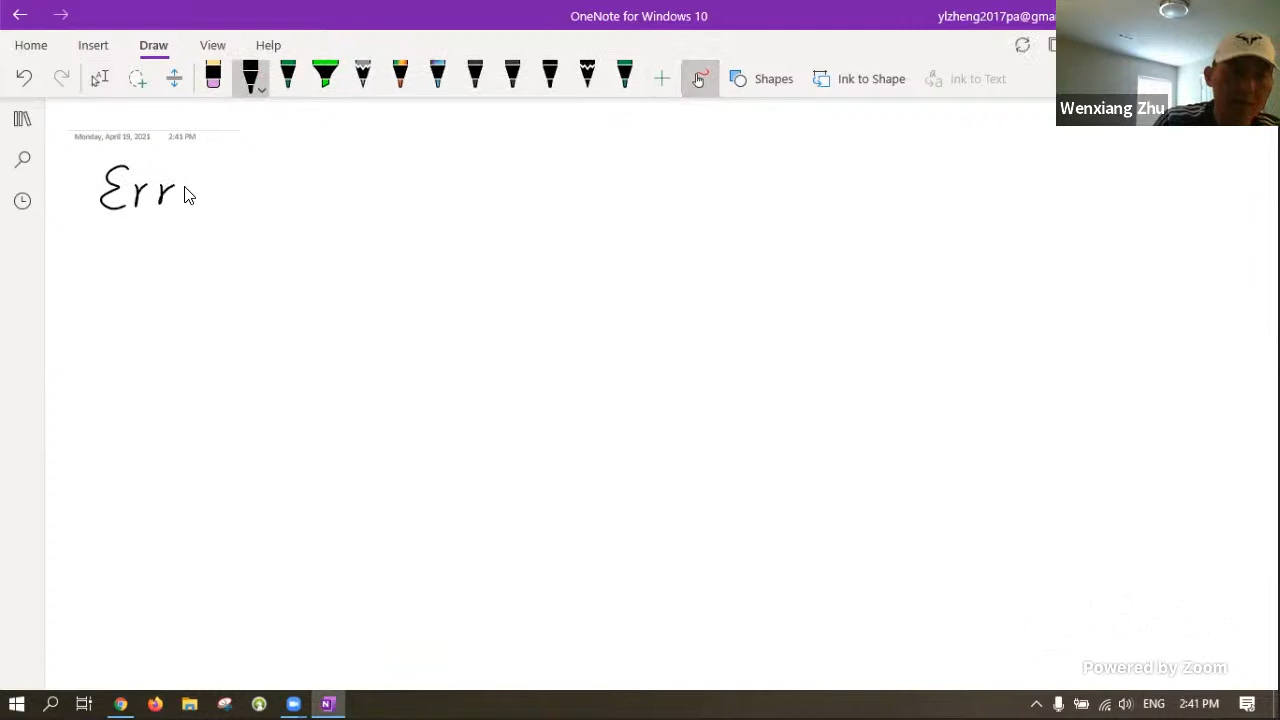 OneNote for Windows 10
ylzheng2017pa@gma
Home Insert Draw View Help
Shapes Ink to Shape Ink to Text
Wenxiang Zhu
Monday, April 19, 2021 2:41 PM
Err
Powered by Zoom
ENG 2:41 PM